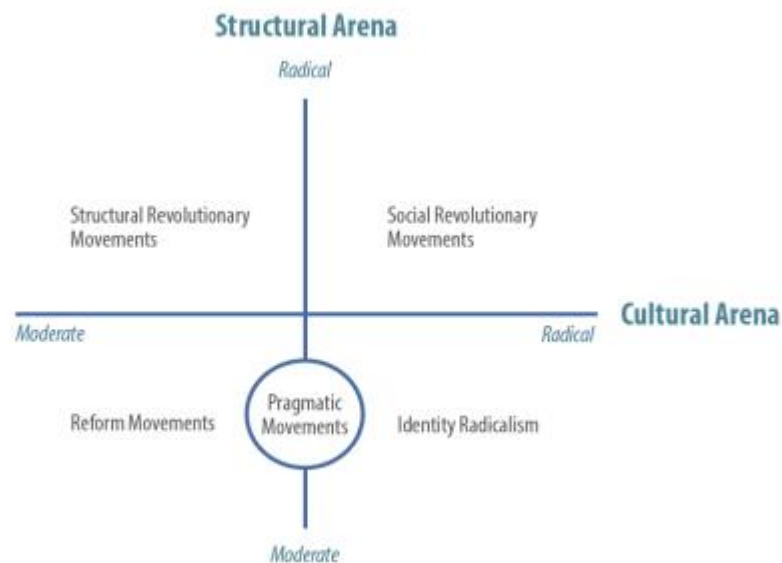 Structural Arena
Radical
Structural Revolutionary
Movements
Social Revolutionary
Movements
Cultural Arena
Moderate
Radical
Reform Movements
Pragmatic
Movements
Identity Radicalism
Moderate